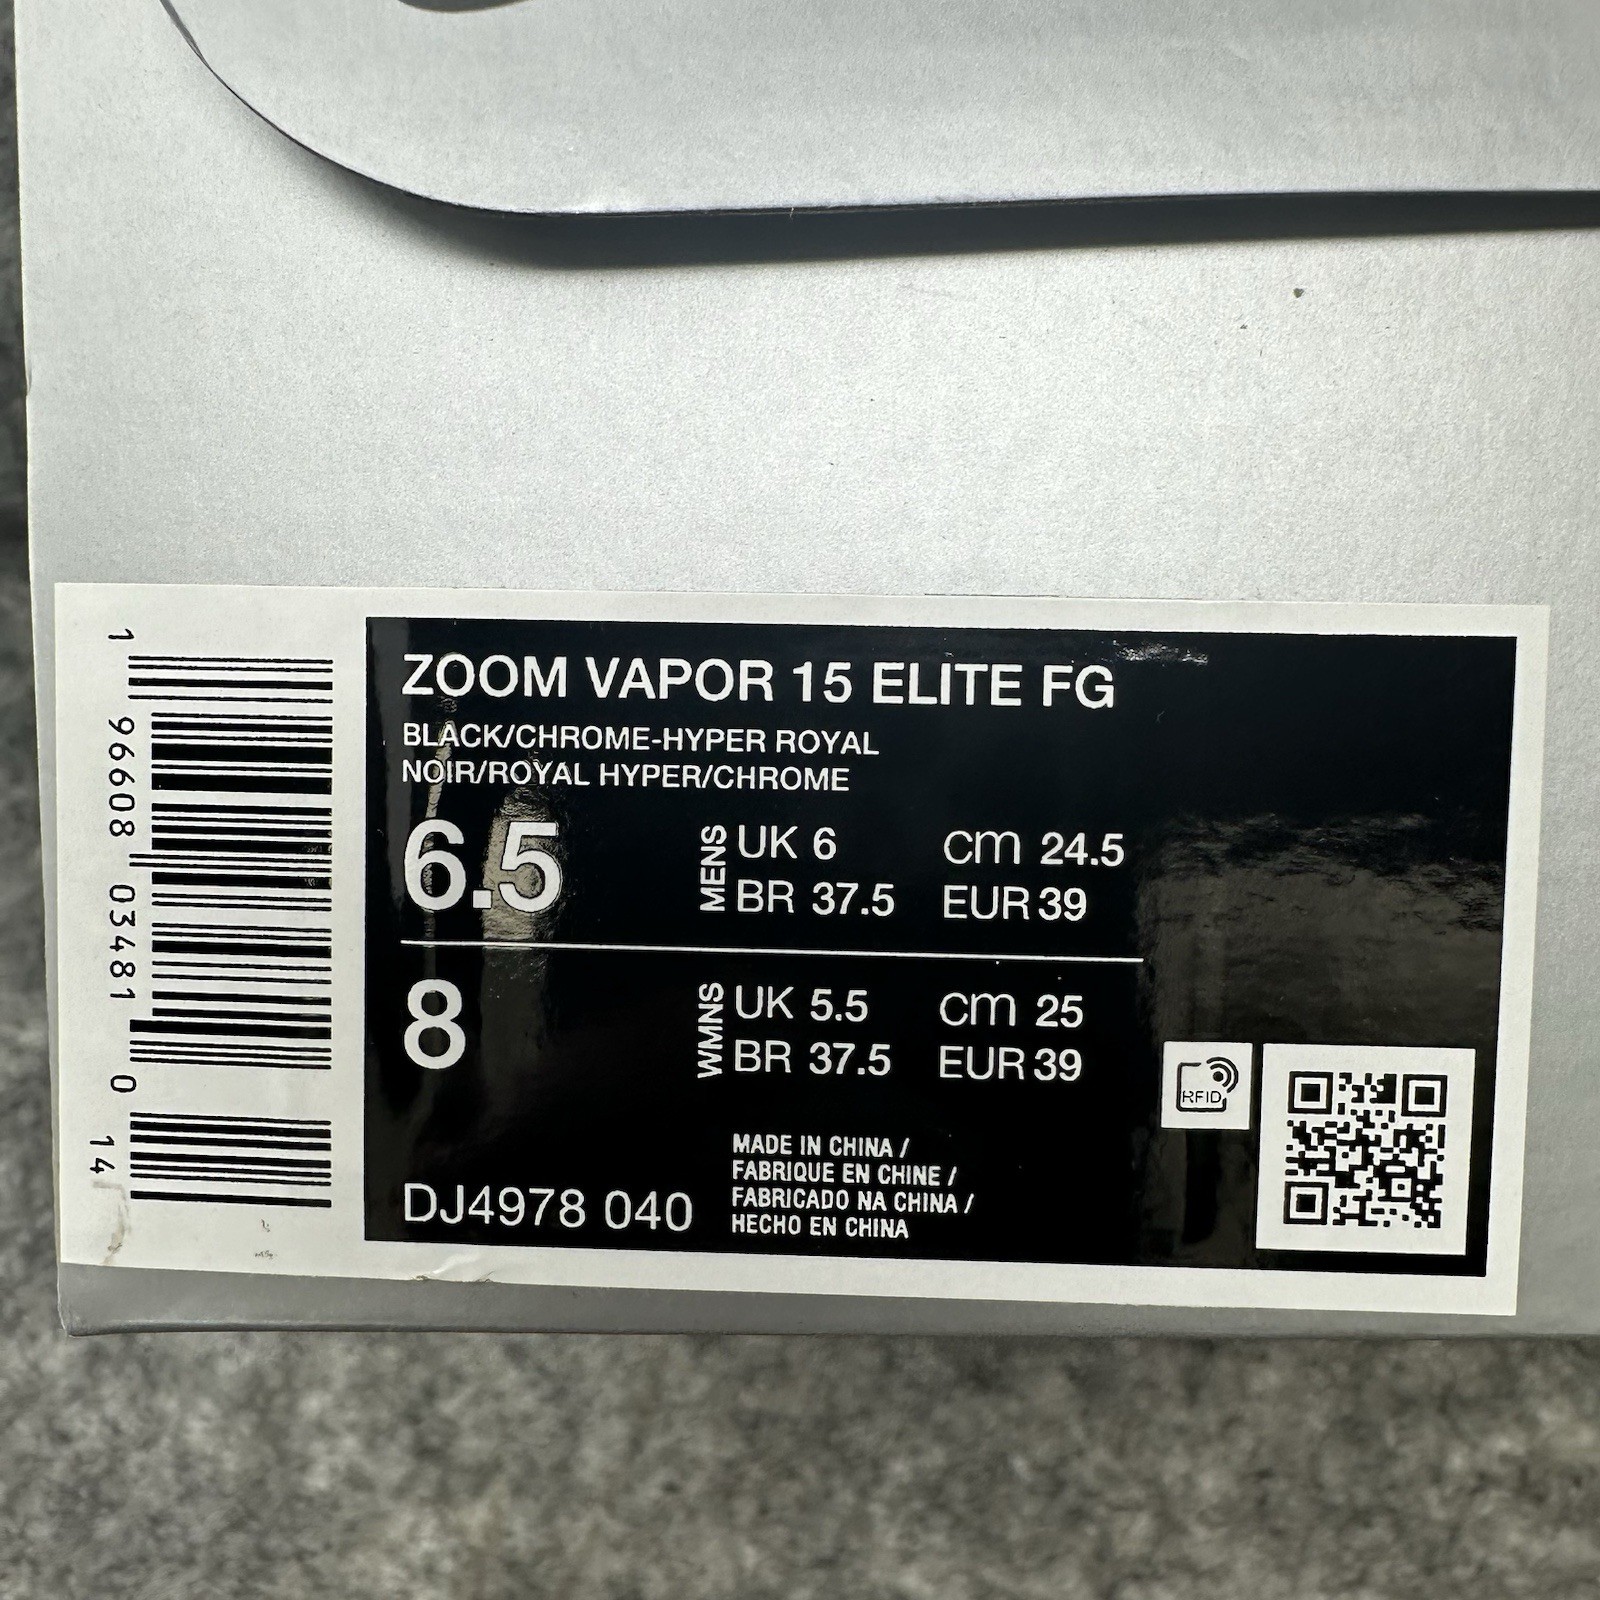 ZOOM VAPOR 15 ELITE FG
BLACK/CHROME-HYPER ROYAL
NOIR/ROYAL HYPER/CHROME
6.5
MENS
UK 6 cm 24.5
BR 37.5 EUR 39
8
WMNS
UK 5.5 cm 25
BR 37.5 EUR 39
MADE IN CHINA /
FABRIQUE EN CHINE /
FABRICADO NA CHINA /
HECHO EN CHINA
DJ4978 040
RFID
1 96608 03481 0
14